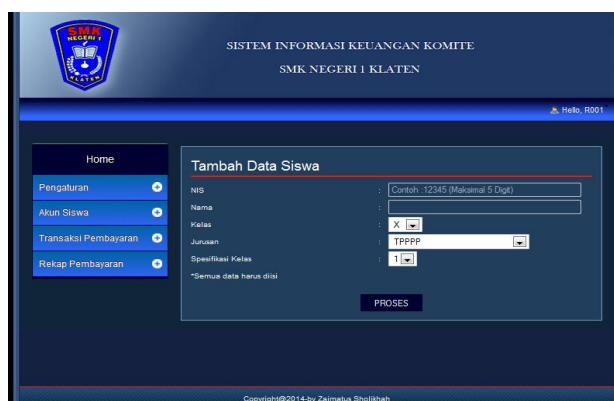 SMK
NEGERI 1
KLATEN
SISTEM INFORMASI KEUANGAN KOMITE
SMK NEGERI 1 KLATEN
Hello, R001
Home
Pengaturan
Akun Siswa
Transaksi Pembayaran
Rekap Pembayaran
Tambah Data Siswa
NIS : Contoh :12345 (Maksimal 5 Digit)
Nama :
Kelas : X
Jurusan : TPPPP
Spesifikasi Kelas : 1
*Semua data harus diisi
PROSES
Copyright@2014-by Zaimatus Sholikhah